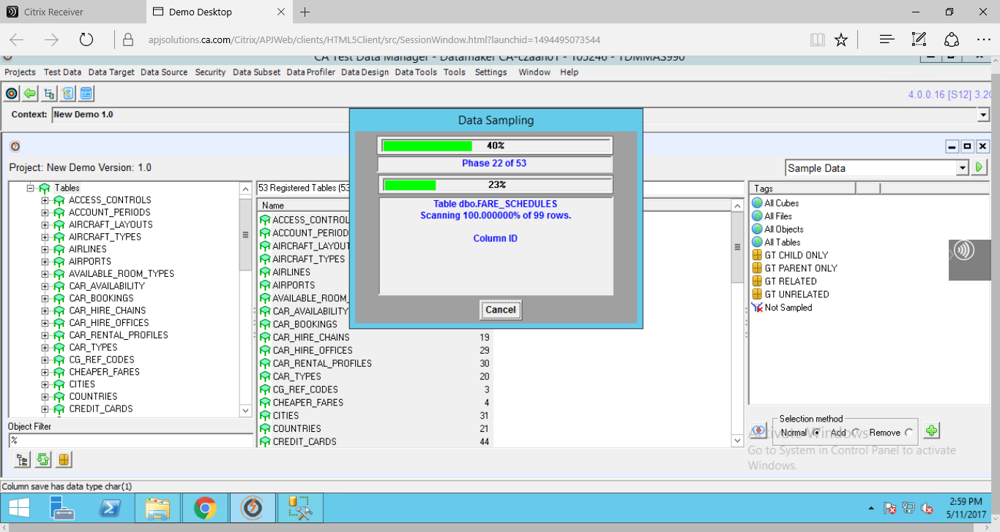 Citrix Receiver
Demo Desktop
apjsolutions.ca.com/Citrix/APJWeb/clients/HTML5Client/src/SessionWindow.html?launchid=1494495073544
CA Test Data Manager - Datamaker CA-c2aah01 - 105246 - TDMMAS990
Projects Test Data Data Target Data Source Security Data Subset Data Profiler Data Design Data Tools Tools Settings Window Help
4.0.0.16 [S12] 3.2
Context: New Demo 1.0
Project: New Demo Version: 1.0
Sample Data
Tables
ACCESS_CONTROLS
ACCOUNT_PERIODS
AIRCRAFT_LAYOUTS
AIRCRAFT_TYPES
AIRLINES
AIRPORTS
AVAILABLE_ROOM_TYPES
CAR_AVAILABILITY
CAR_BOOKINGS
CAR_HIRE_CHAINS
CAR_HIRE_OFFICES
CAR_RENTAL_PROFILES
CAR_TYPES
CG_REF_CODES
CHEAPER_FARES
CITIES
COUNTRIES
CREDIT_CARDS
Object Filter
%
53 Registered Tables (53
Name
ACCESS_CONTROL
ACCOUNT_PERIOD
AIRCRAFT_LAYOUT
AIRCRAFT_TYPES
AIRLINES
AIRPORTS
AVAILABLE_ROOM_
CAR_AVAILABILITY
CAR_BOOKINGS
CAR_HIRE_CHAINS 19
CAR_HIRE_OFFICES 29
CAR_RENTAL_PROFILES 30
CAR_TYPES 20
CG_REF_CODES 3
CHEAPER_FARES 4
CITIES 31
COUNTRIES 21
CREDIT_CARDS 44
Data Sampling
40%
Phase 22 of 53
23%
Table dbo.FARE_SCHEDULES
Scanning 100.000000% of 99 rows.
Column ID
Cancel
Tags
All Cubes
All Files
All Objects
All Tables
GT CHILD ONLY
GT PARENT ONLY
GT RELATED
GT UNRELATED
Not Sampled
Selection method
Normal Add Remove
Activate Windows
Go to System in Control Panel to activate
Windows.
Column save has data type char(1)
2:59 PM
5/11/2017